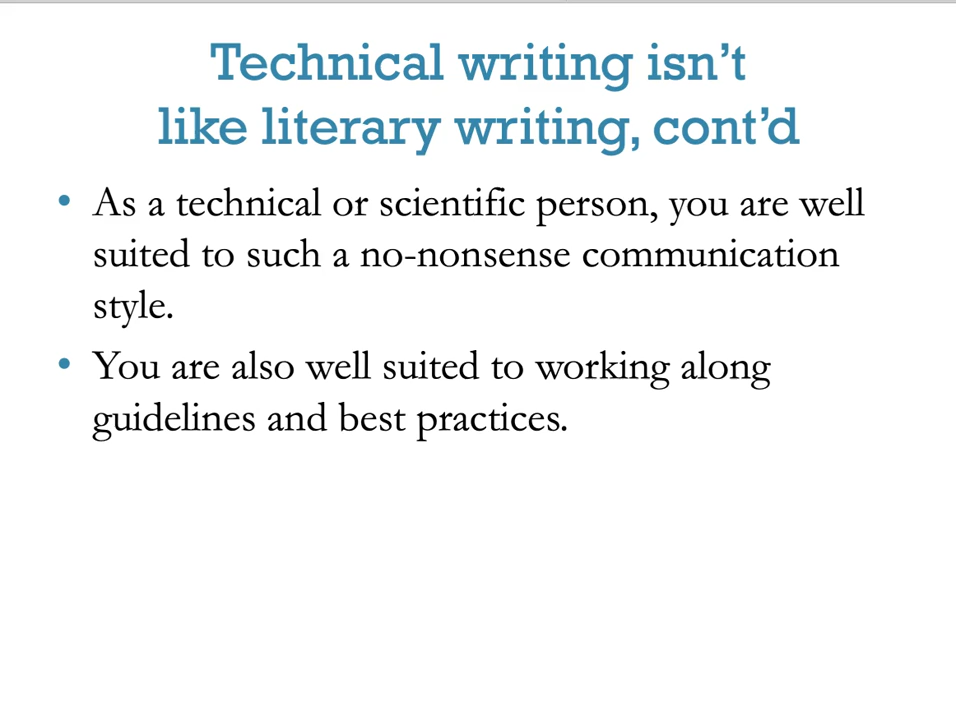 Technical writing isn’t
like literary writing, cont’d
• As a technical or scientific person, you are well
suited to such a no-nonsense communication
style.
• You are also well suited to working along
guidelines and best practices.